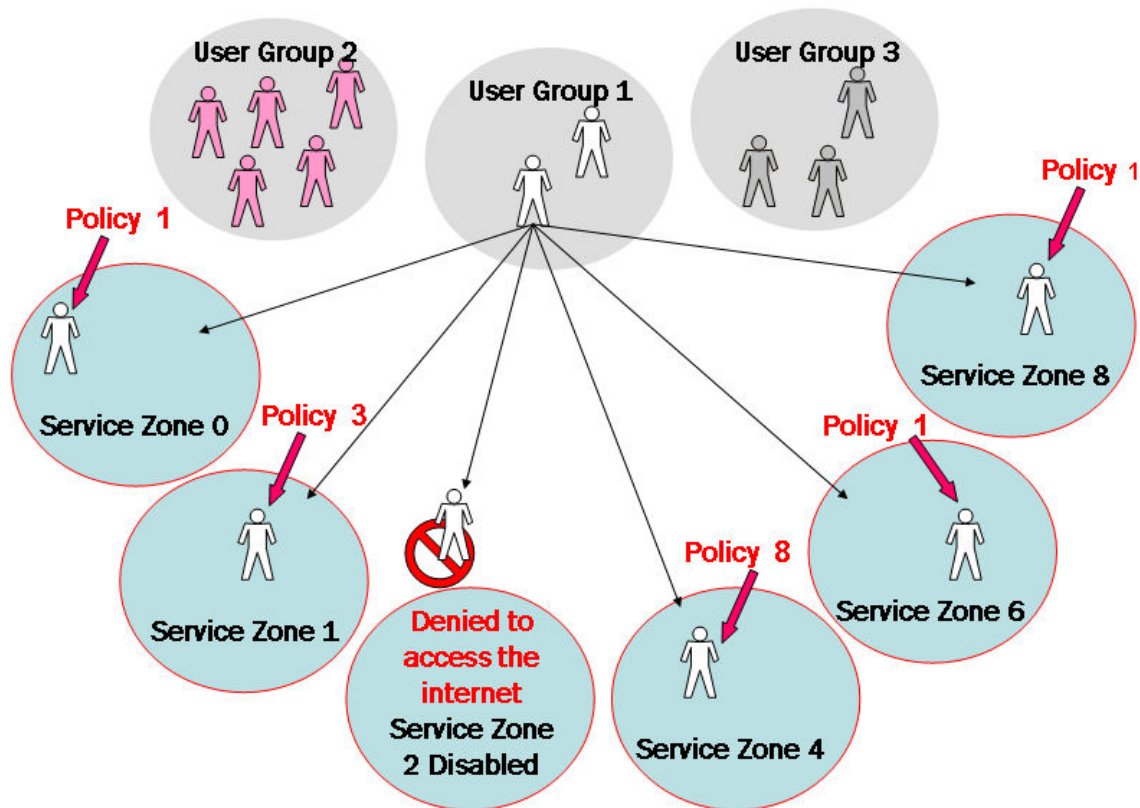 User Group 2
User Group 1
User Group 3
Policy 1
Policy 1
Service Zone 0
Service Zone 8
Policy 3
Policy 1
Service Zone 1
Service Zone 6
Policy 8
Denied to
access the
internet
Service Zone
2 Disabled
Service Zone 4